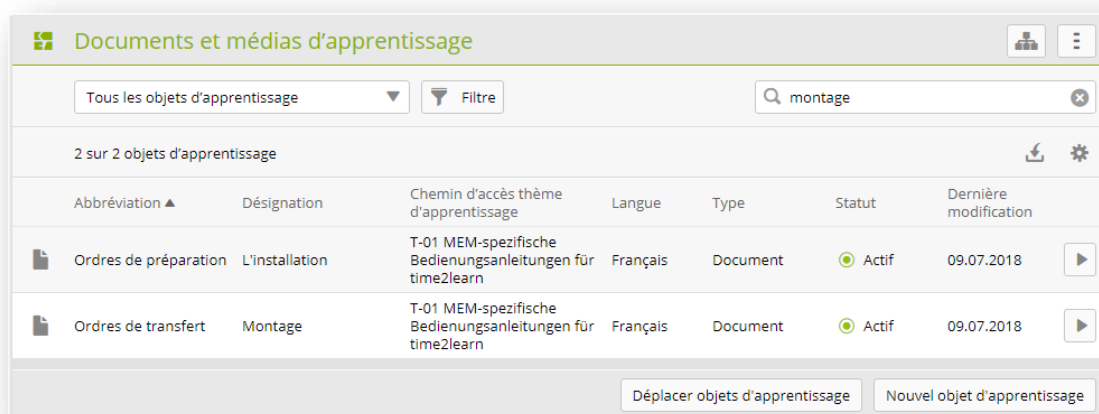 Documents et médias d'apprentissage
Tous les objets d'apprentissage Filtre montage
2 sur 2 objets d'apprentissage
Abbréviation Désignation Chemin d'accès thème d'apprentissage Langue Type Statut Dernière modification
Ordres de préparation L'installation T-01 MEM-spezifische Bedienungsanleitungen für time2learn Français Document Actif 09.07.2018
Ordres de transfert Montage T-01 MEM-spezifische Bedienungsanleitungen für time2learn Français Document Actif 09.07.2018
Déplacer objets d'apprentissage Nouvel objet d'apprentissage